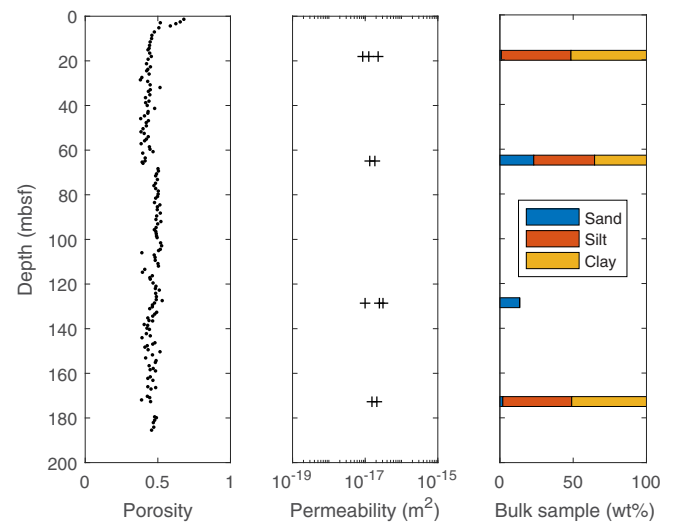 0
20
40
60
80
100
120
140
160
180
200
Depth (mbsf)
0 0.5 1
Porosity
10-19 10-17 10-15
Permeability (m2)
Sand
Silt
Clay
0 50 100
Bulk sample (wt%)